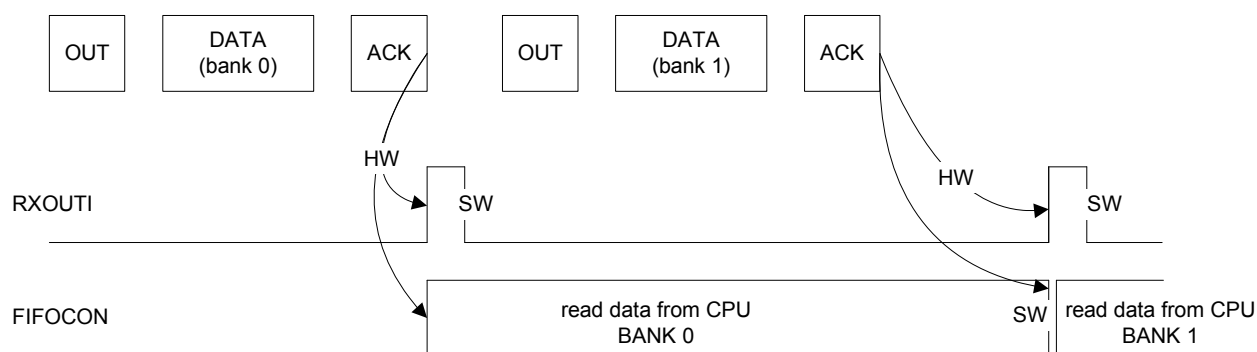 OUT
DATA
(bank 0)
ACK
OUT
DATA
(bank 1)
ACK
HW
HW
RXOUTI
SW
SW
FIFOCON
read data from CPU
BANK 0
SW
read data from CPU
BANK 1